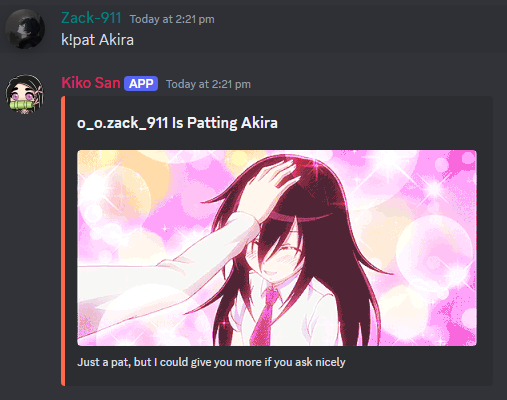 Zack-911 Today at 2:21 pm
k!pat Akira
Kiko San APP Today at 2:21 pm
o_o.zack_911 Is Patting Akira
Just a pat, but I could give you more if you ask nicely